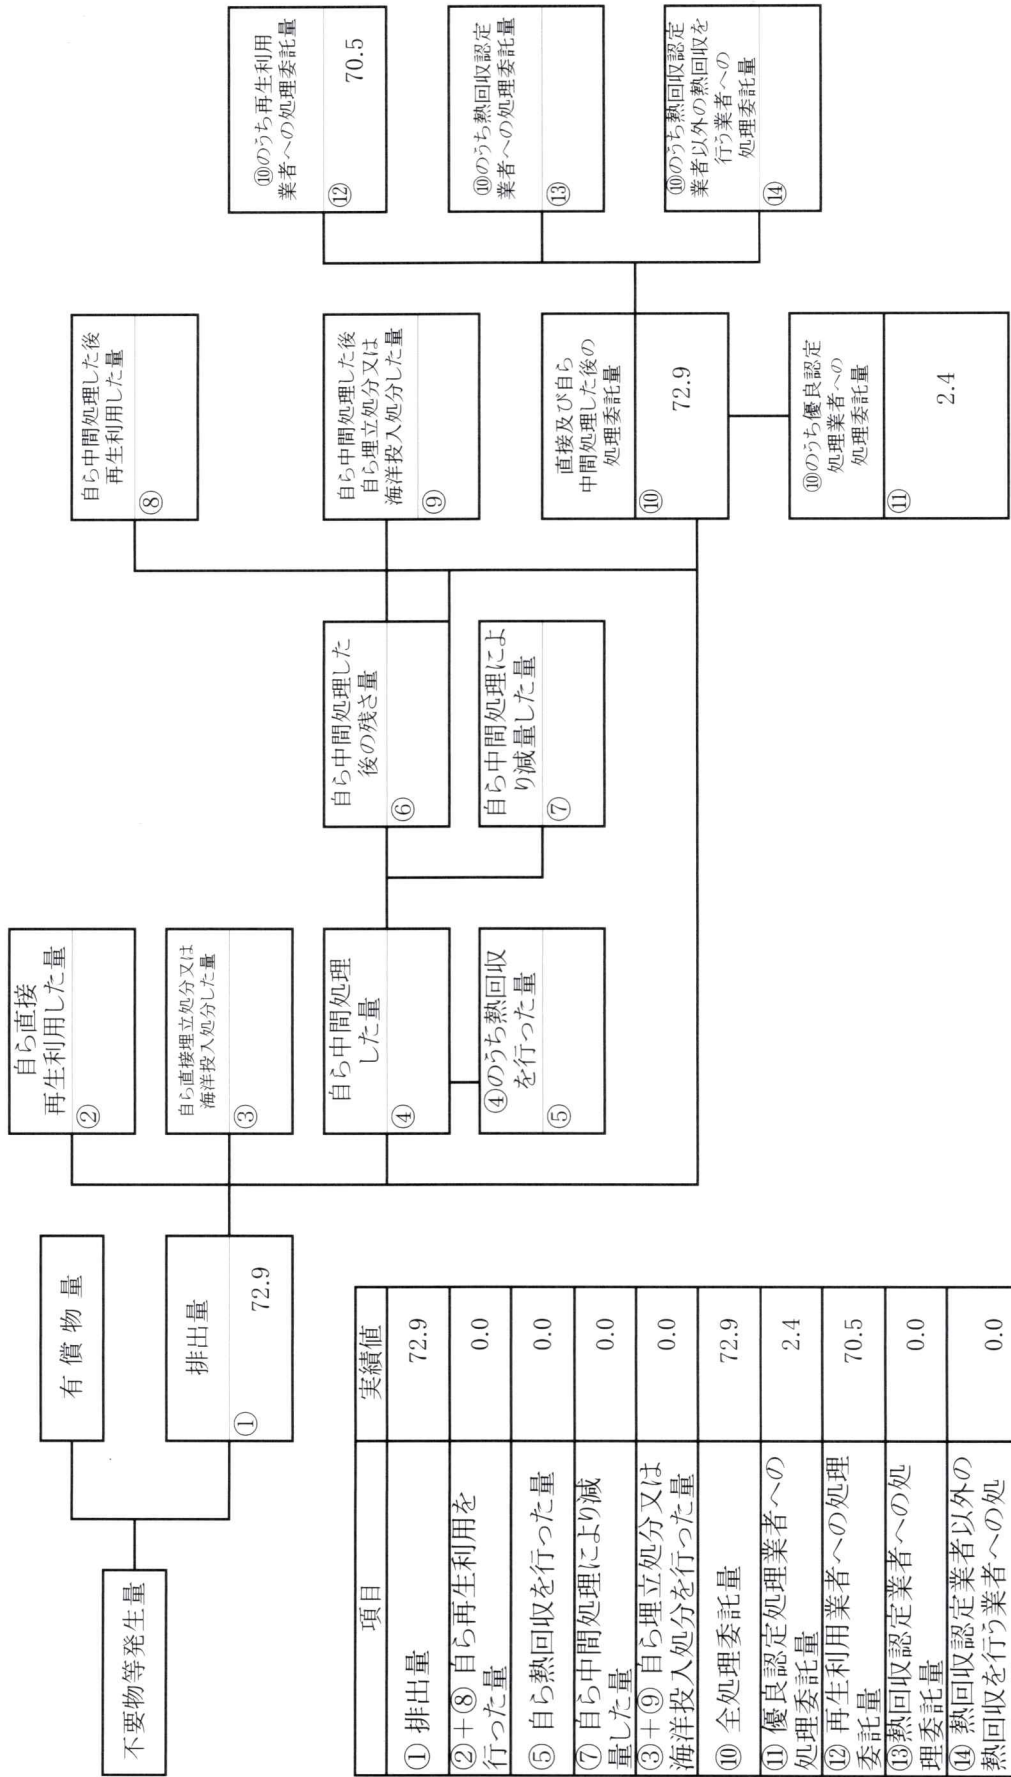 不要物等発生量
有償物量
排出量
①
72.9
自ら直接
再生利用した量
②
自ら直接埋立処分又は
海洋投入処分した量
③
自ら中間処理
した量
④
④のうち熱回収
を行った量
⑤
自ら中間処理した
後の残さ量
⑥
自ら中間処理によ
り減量した量
⑦
自ら中間処理した後
再生利用した量
⑧
自ら中間処理した後
自ら埋立処分又は
海洋投入処分した量
⑨
直接及び自ら
中間処理した後の
処理委託量
⑩
72.9
⑩のうち優良認定
処理業者への
処理委託量
⑪
2.4
⑩のうち再生利用
業者への処理委託量
⑫
70.5
⑩のうち熱回収認定
業者への処理委託量
⑬
⑩のうち熱回収認定
業者以外の熱回収を
行う業者への
処理委託量
⑭
項目 実績値
① 排出量 72.9
②＋⑧ 自ら再生利用を
行った量 0.0
⑤ 自ら熱回収を行った量 0.0
⑦ 自ら中間処理により減
量した量 0.0
③＋⑨ 自ら埋立処分又は
海洋投入処分を行った量 0.0
⑩ 全処理委託量 72.9
⑪ 優良認定処理業者への
処理委託量 2.4
⑫ 再生利用業者への処理
委託量 70.5
⑬熱回収認定業者への処
理委託量 0.0
⑭ 熱回収認定業者以外の
熱回収を行う業者への処 0.0